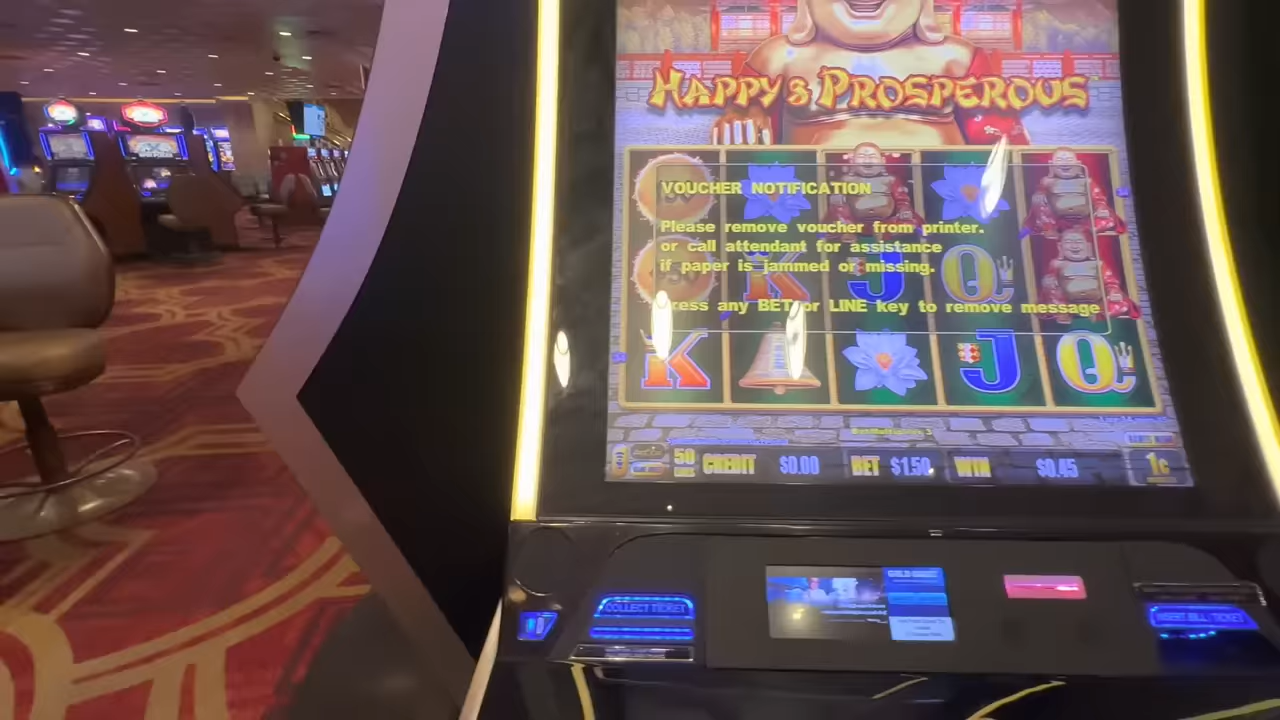 HAPPY & PROSPEROUS
VOUCHER NOTIFICATION
Please remove voucher from printer.
or call attendant for assistance
if paper is jammed or missing.
Press any BET or LINE key to remove message
K J Q
K J Q
50 CREDIT $0.00 BET $1.50 WIN $0.45 1¢
COLLECT TICKET
INSERT BILL/TICKET